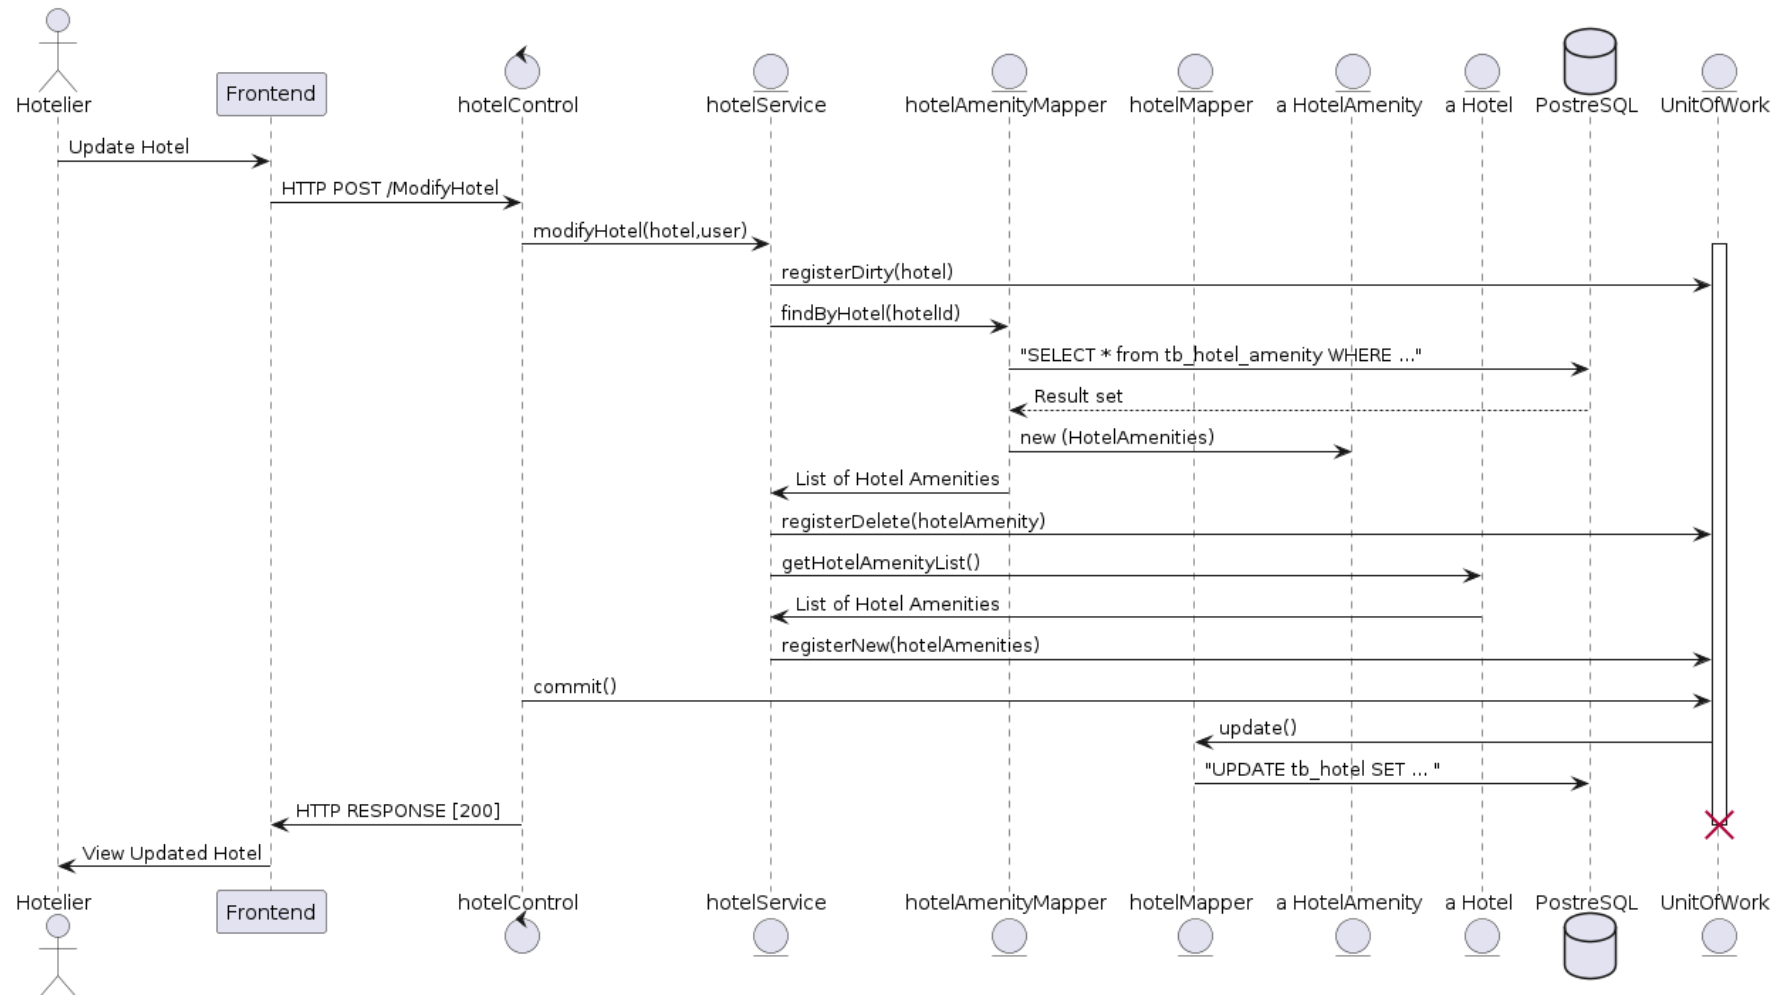 Hotelier
Frontend
hotelControl
hotelService
hotelAmenityMapper
hotelMapper
a HotelAmenity
a Hotel
PostreSQL
UnitOfWork
Update Hotel
HTTP POST /ModifyHotel
modifyHotel(hotel,user)
registerDirty(hotel)
findByHotel(hotelId)
"SELECT * from tb_hotel_amenity WHERE ..."
Result set
new (HotelAmenities)
List of Hotel Amenities
registerDelete(hotelAmenity)
getHotelAmenityList()
List of Hotel Amenities
registerNew(hotelAmenities)
commit()
update()
"UPDATE tb_hotel SET ... "
HTTP RESPONSE [200]
View Updated Hotel
Hotelier
Frontend
hotelControl
hotelService
hotelAmenityMapper
hotelMapper
a HotelAmenity
a Hotel
PostreSQL
UnitOfWork